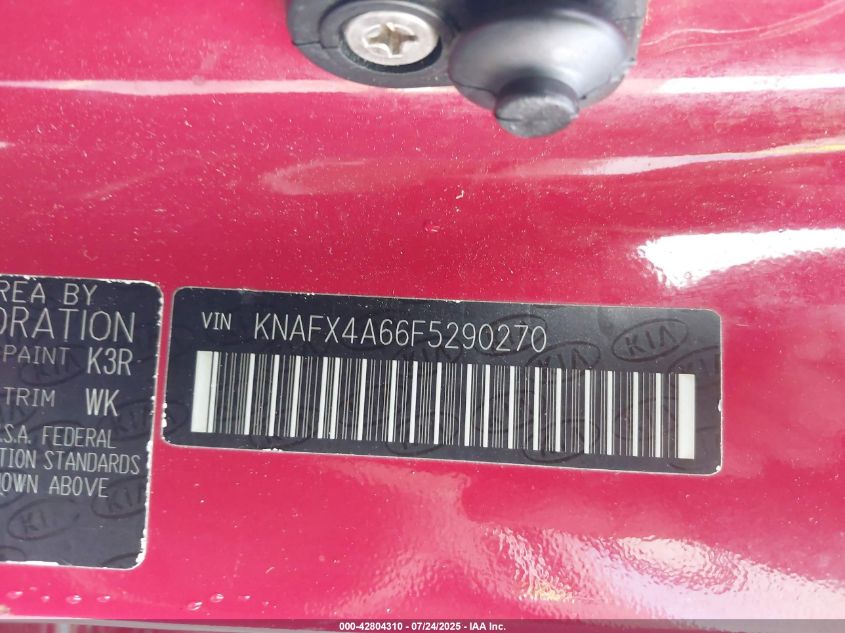 REA BY
ORATION
PAINT K3R
TRIM WK
S.A. FEDERAL
TION STANDARDS
OWN ABOVE
VIN KNAFX4A66F5290270
KIA
000-42804310 - 07/24/2025 - IAA Inc.